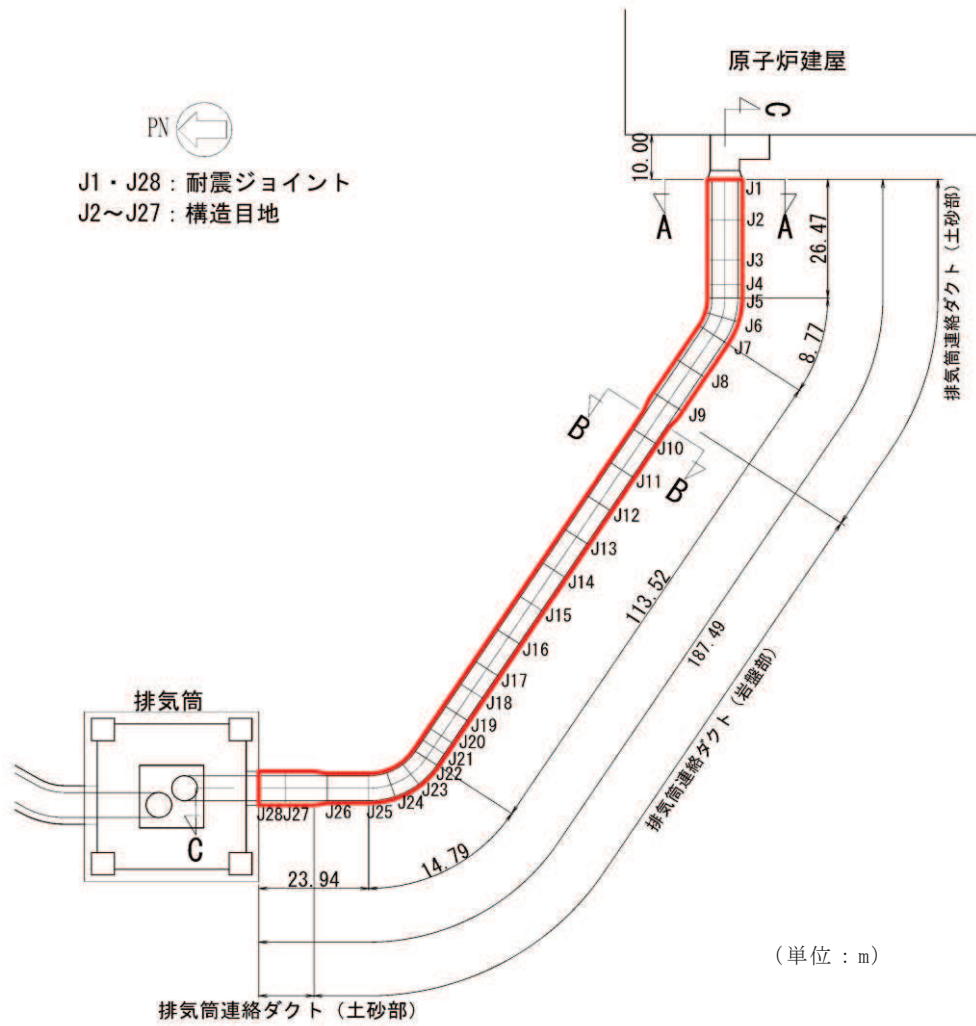 原子炉建屋
C
PN
10.00
J1・J28：耐震ジョイント
J2～J27：構造目地
J1
A
A
J2
26.47
排気筒連絡ダクト（土砂部）
J3
J4
J5
J6
J7
8.77
J8
B
J9
J10
B
J11
J12
J13
J14
113.52
J15
187.49
J16
J17
排気筒連絡ダクト（岩盤部）
排気筒
J18
J19
J20
J21
J22
J23
J24
J28
J27
J26
J25
C
14.79
23.94
（単位：m）
排気筒連絡ダクト（土砂部）